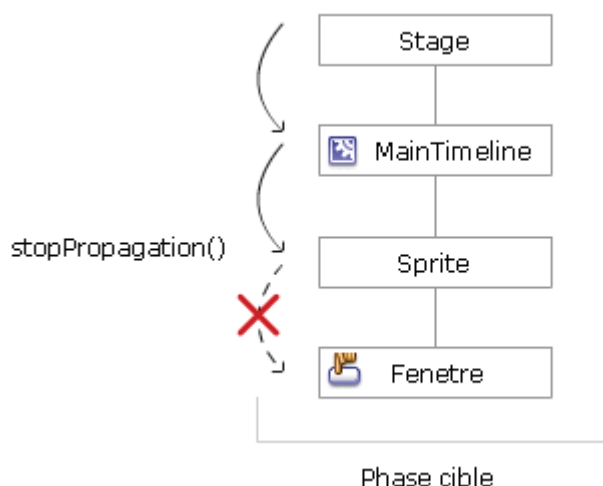 Stage
MainTimeline
stopPropagation()
Sprite
Fenetre
Phase cible